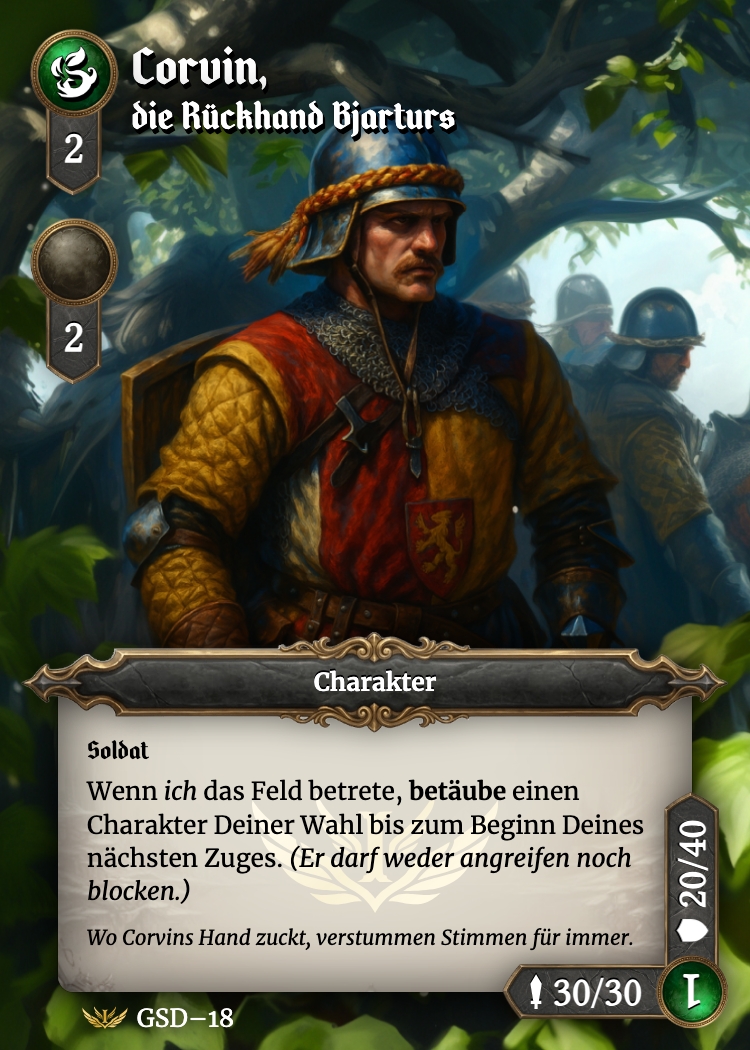 Corvin,
die Rückhand Bjarturs
2
2
Charakter
Soldat
Wenn ich das Feld betrete, betäube einen
Charakter Deiner Wahl bis zum Beginn Deines
nächsten Zuges. (Er darf weder angreifen noch
blocken.)
Wo Corvins Hand zuckt, verstummen Stimmen für immer.
20/40
30/30
1
GSD–18